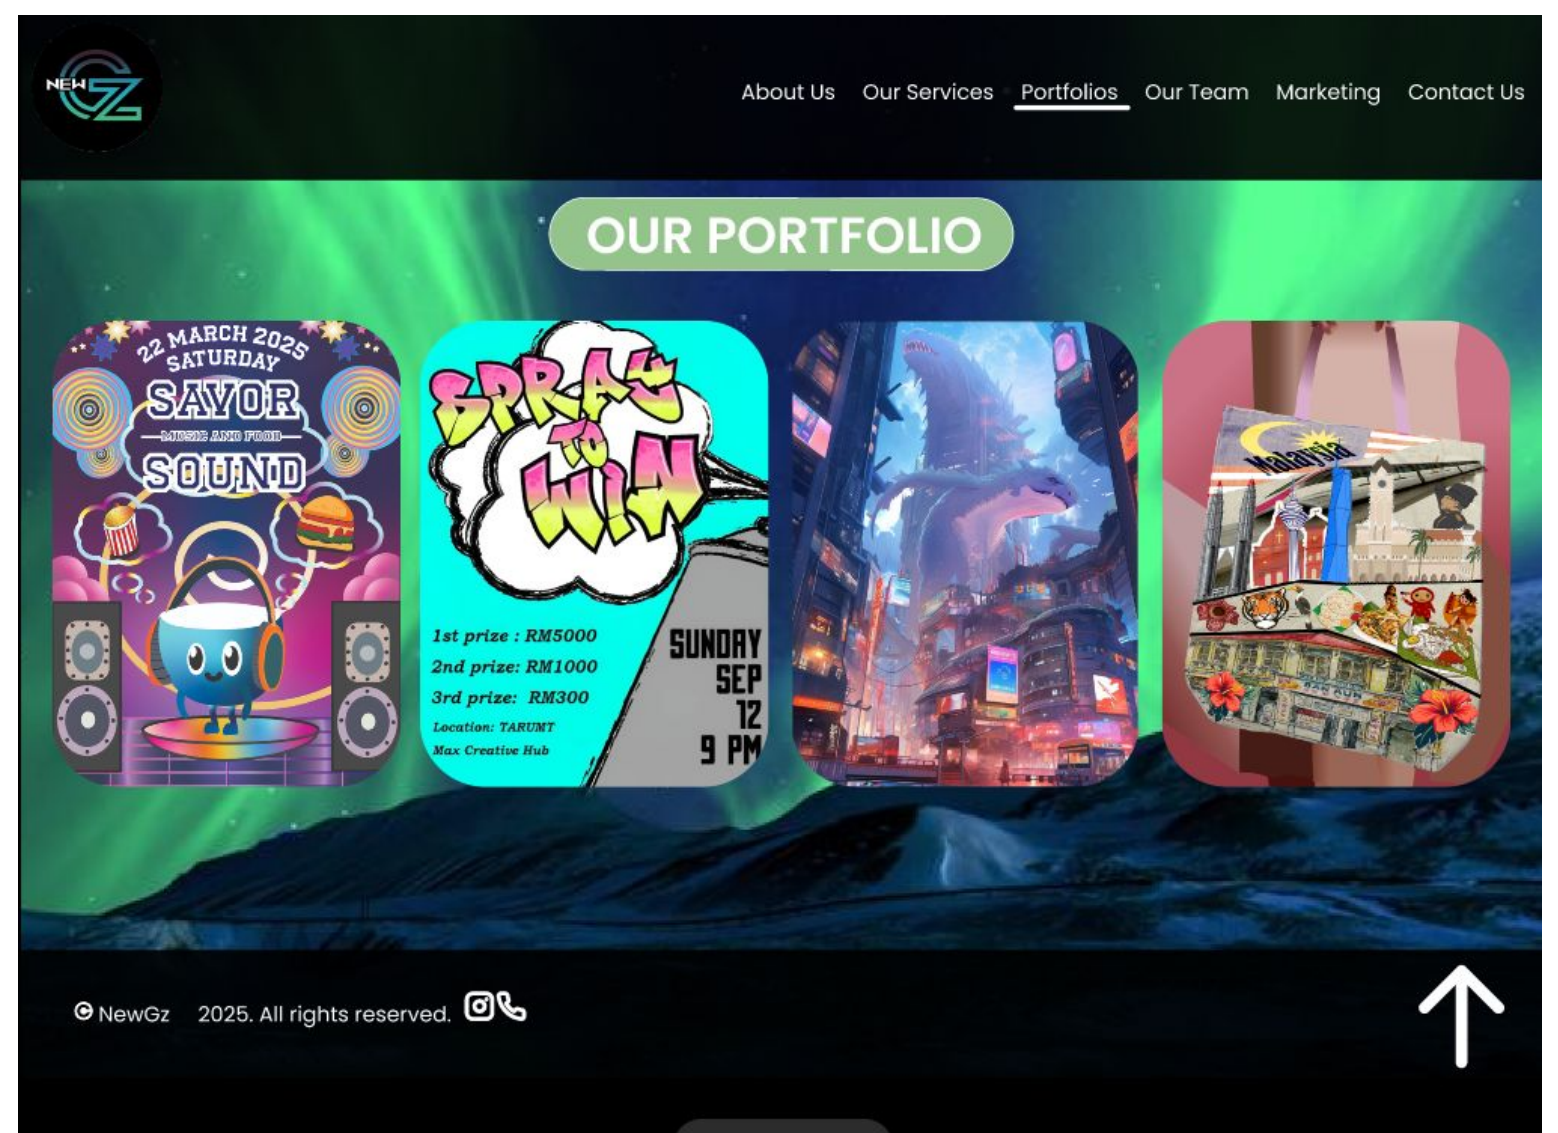 NEW GZ
About Us Our Services Portfolios Our Team Marketing Contact Us
OUR PORTFOLIO
22 MARCH 2025
SATURDAY
SAVOR
MUSIC AND FOOD
SOUND
SPRAY
TO
WIN
1st prize : RM5000
2nd prize: RM1000
3rd prize: RM300
Location: TARUMT
Max Creative Hub
SUNDAY
SEP
12
9 PM
Malaysia
© NewGz 2025. All rights reserved.